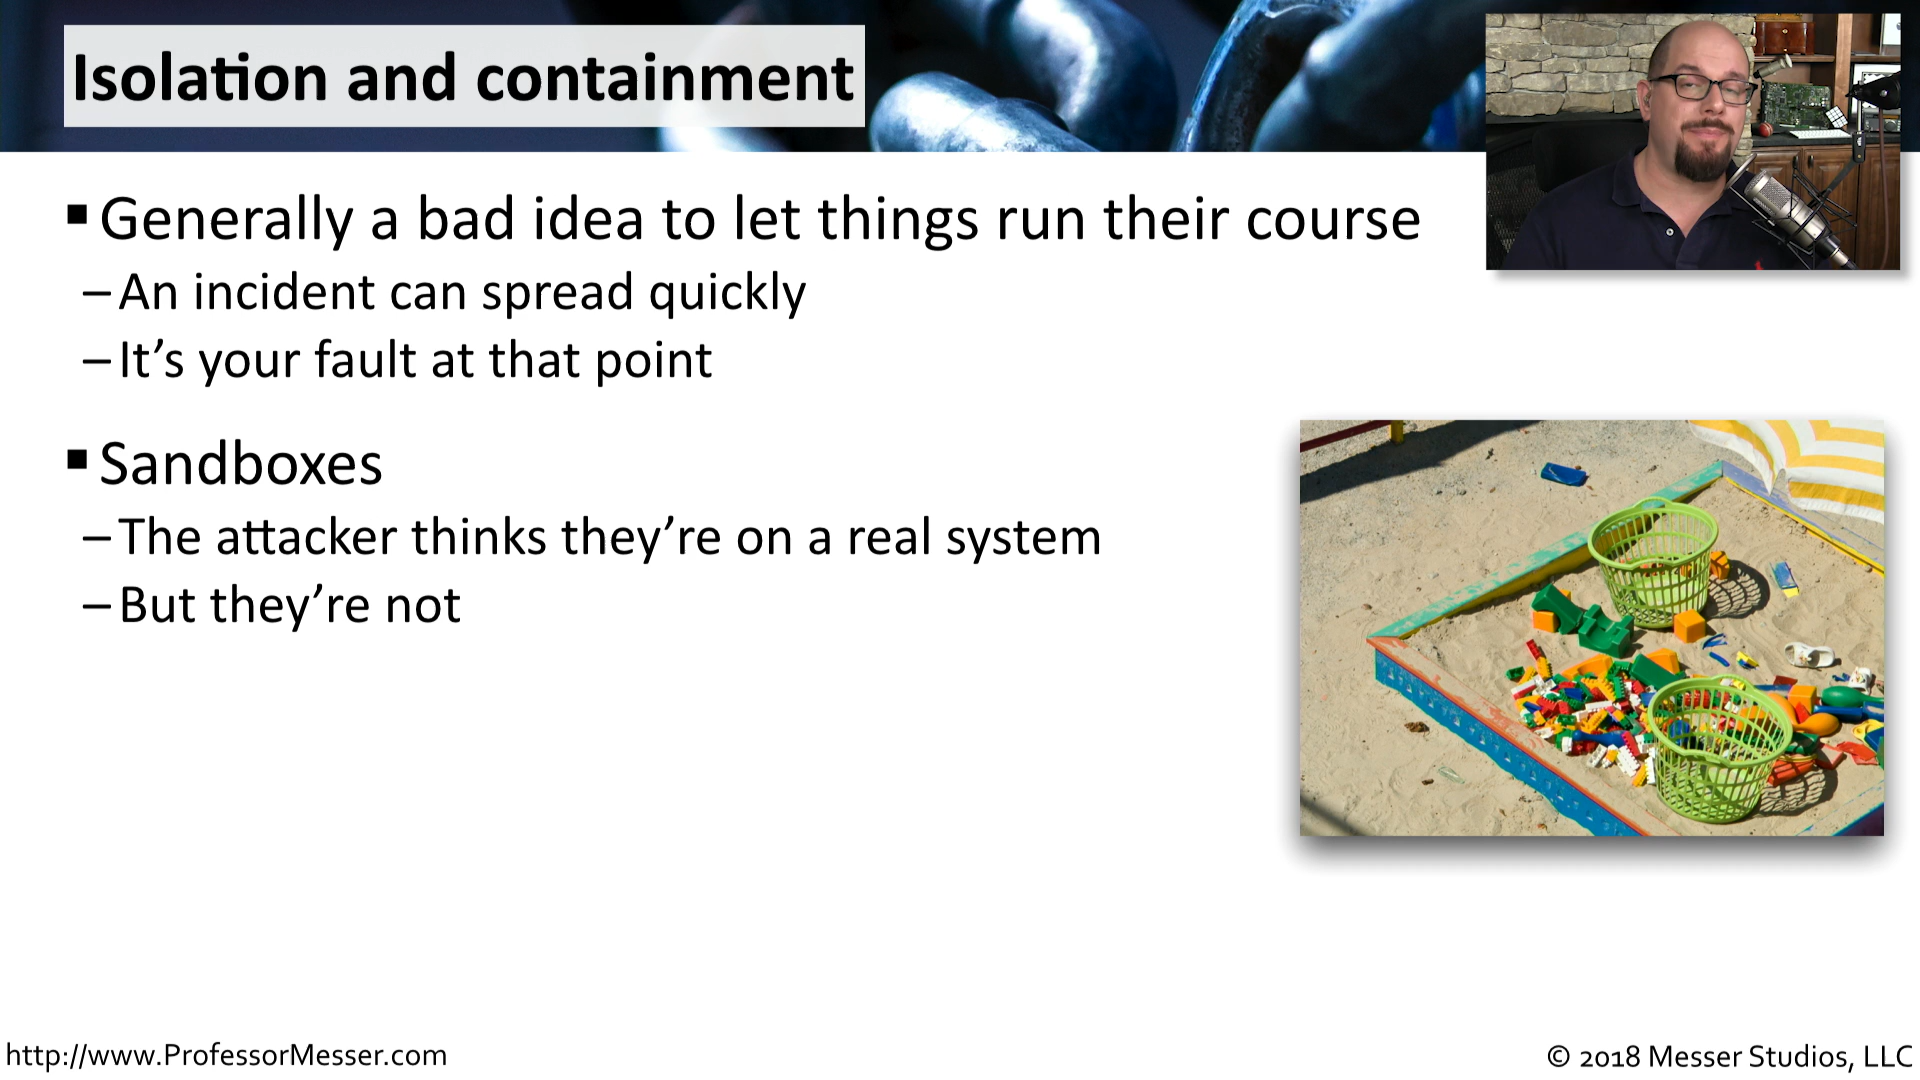 Isolation and containment
▪ Generally a bad idea to let things run their course
– An incident can spread quickly
– It’s your fault at that point
▪ Sandboxes
– The attacker thinks they’re on a real system
– But they’re not
http://www.ProfessorMesser.com
© 2018 Messer Studios, LLC